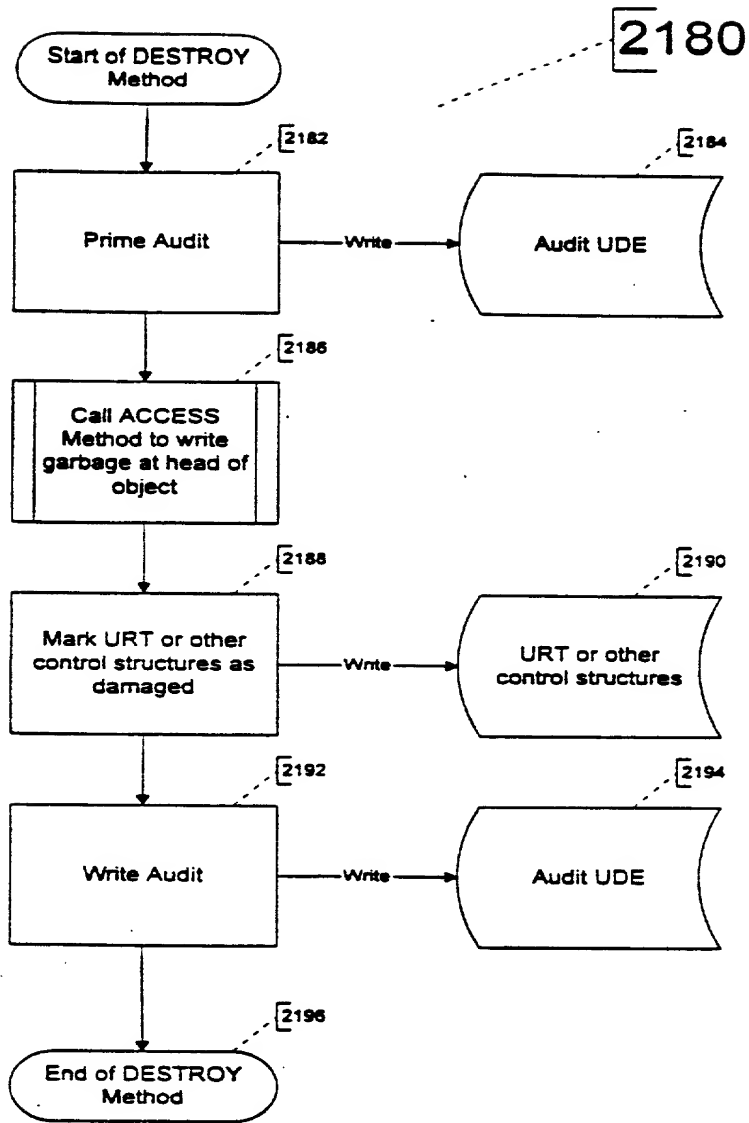 2180
Start of DESTROY
Method
2182
2184
Prime Audit
Write
Audit UDE
2186
Call ACCESS
Method to write
garbage at head of
object
2188
2190
Mark URT or other
control structures as
damaged
Write
URT or other
control structures
2192
2194
Write Audit
Write
Audit UDE
2196
End of DESTROY
Method